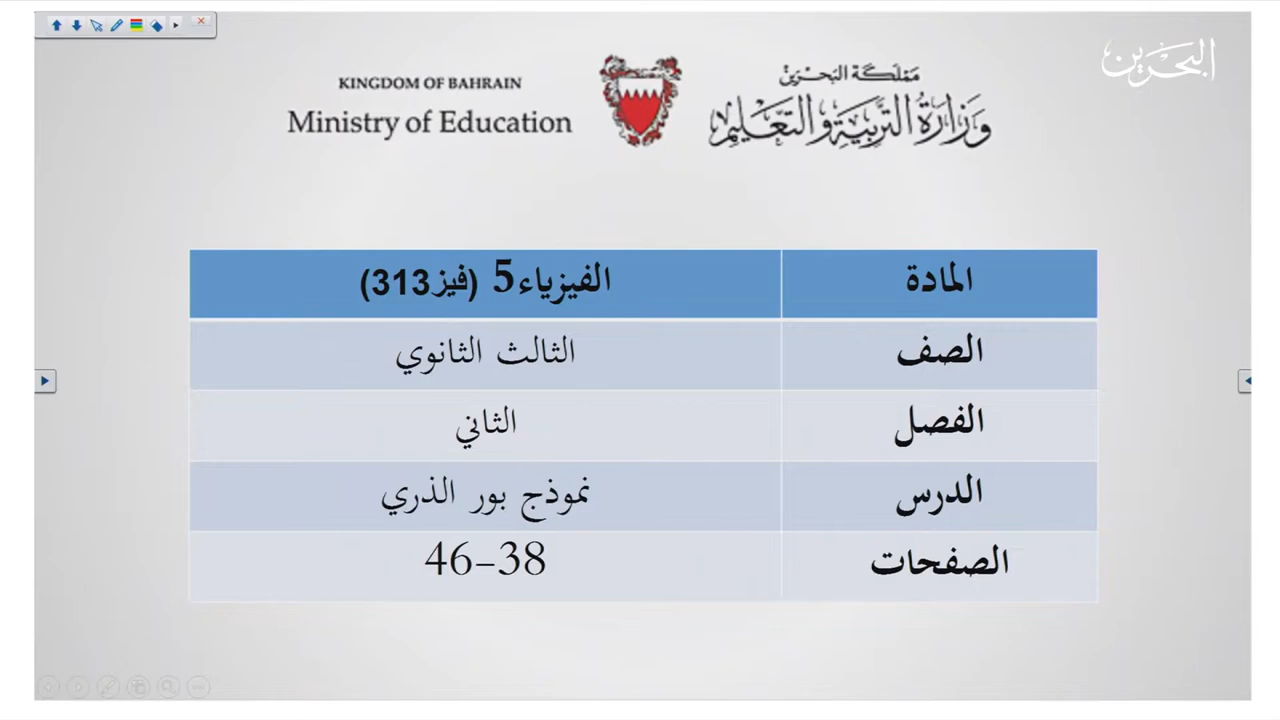 البحرين
KINGDOM OF BAHRAIN
Ministry of Education
مملكة البحرين
وزارة التربية والتعليم
المادة الفيزياء5 (فيز313)
الصف الثالث الثانوي
الفصل الثاني
الدرس نموذج بور الذري
الصفحات 38-46